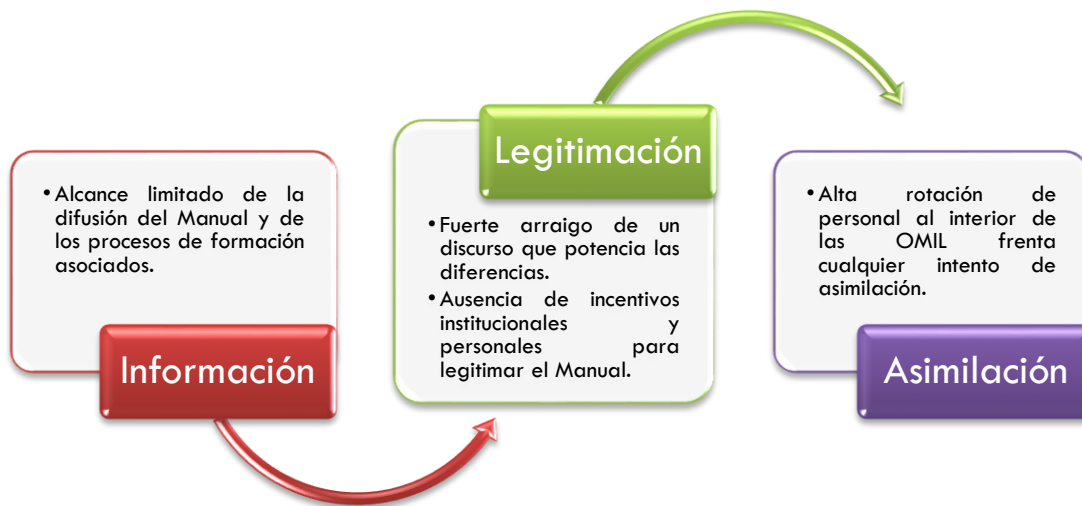 • Alcance limitado de la
difusión del Manual y de
los procesos de formación
asociados.
Información
Legitimación
• Fuerte arraigo de un
discurso que potencia las
diferencias.
• Ausencia de incentivos
institucionales y
personales para
legitimar el Manual.
• Alta rotación de
personal al interior de
las OMIL frenta
cualquier intento de
asimilación.
Asimilación